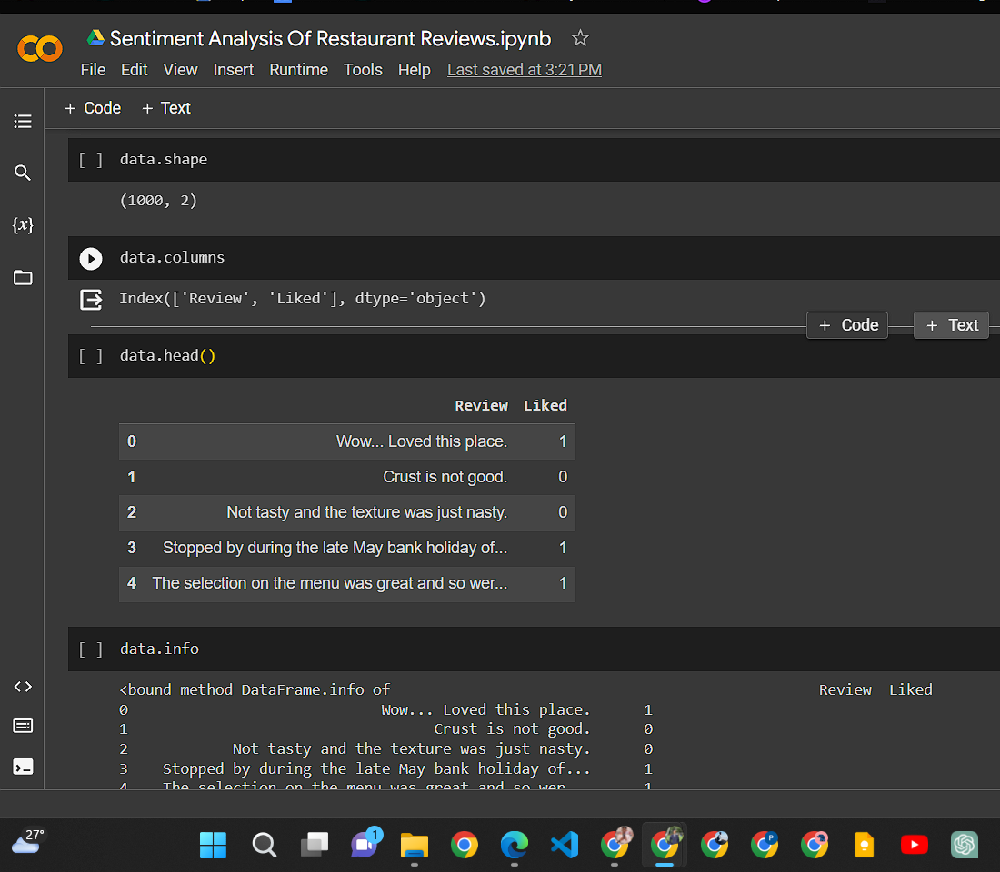 Sentiment Analysis Of Restaurant Reviews.ipynb
File Edit View Insert Runtime Tools Help Last saved at 3:21 PM
+ Code + Text
[ ] data.shape
(1000, 2)
{x}
data.columns
Index(['Review', 'Liked'], dtype='object')
+ Code + Text
[ ] data.head()
Review Liked
0 Wow... Loved this place. 1
1 Crust is not good. 0
2 Not tasty and the texture was just nasty. 0
3 Stopped by during the late May bank holiday of... 1
4 The selection on the menu was great and so wer... 1
[ ] data.info
<bound method DataFrame.info of Review Liked
0 Wow... Loved this place. 1
1 Crust is not good. 0
2 Not tasty and the texture was just nasty. 0
3 Stopped by during the late May bank holiday of... 1
4 The selection on the menu was great and so wer... 1
27°
1
P